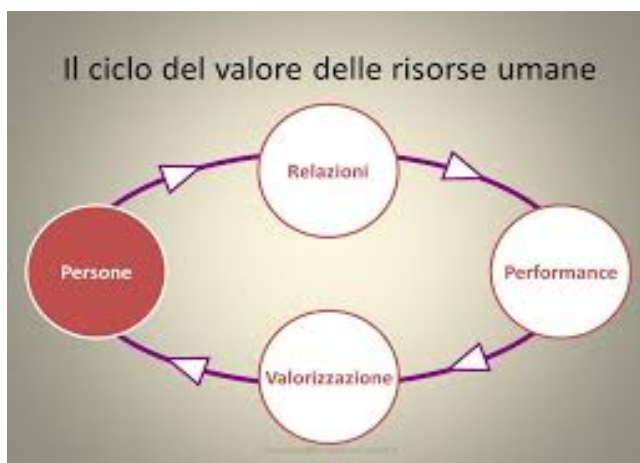 Il ciclo del valore delle risorse umane
Relazioni
Persone
Performance
Valorizzazione